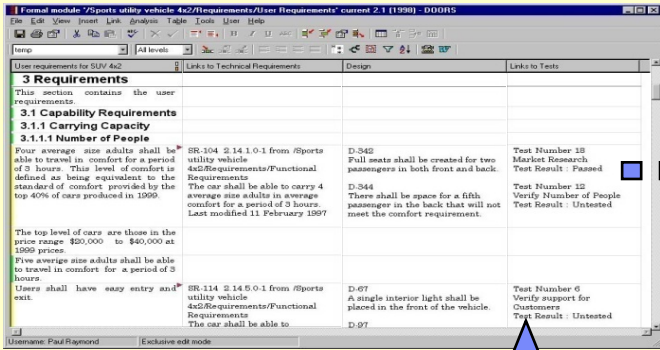 Formal module "/Sports utility vehicle 4x2/Requirements/User Requirements" current 2.1 (1998) - DOORS
File Edit View Insert Link Analysis Table Tools User Help
temp All levels
User requirements for SUV 4x2 Links to Technical Requirements Design Links to Tests
3 Requirements
This section contains the user
requirements.
3.1 Capability Requirements
3.1.1 Carrying Capacity
3.1.1.1 Number of People
Four average size adults shall be
able to travel in comfort for a period
of 3 hours. This level of comfort is
defined as being equivalent to the
standard of comfort provided by the
top 40% of cars produced in 1999.
SR-104 2.14.1.0-1 from /Sports
utility vehicle
4x2/Requirements/Functional
Requirements
The car shall be able to carry 4
average size adults in average
comfort for a period of 3 hours.
Last modified 11 February 1997
D-342
Full seats shall be created for two
passengers in both front and back.
D-344
There shall be space for a fifth
passenger in the back that will not
meet the comfort requirement.
Test Number 18
Market Research
Test Result : Passed
Test Number 12
Verify Number of People
Test Result : Untested
The top level of cars are those in the
price range $20,000 to $40,000 at
1999 prices.
Five averige size adults shall be able
to travel in comfort for a period of 3
hours.
Users shall have easy entry and
exit.
SR-114 2.14.5.0-1 from /Sports
utility vehicle
4x2/Requirements/Functional
Requirements
The car shall be able to
D-67
A single interior light shall be
placed in the front of the vehicle.
D-97
Test Number 6
Verify support for
Customers
Test Result : Untested
Username: Paul Raymond Exclusive edit mode